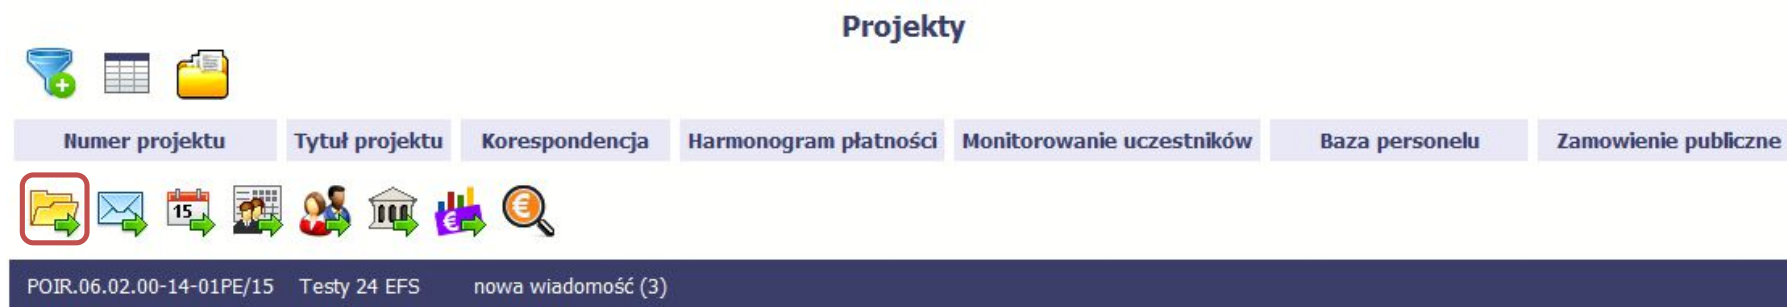 Projekty
Numer projektu Tytuł projektu Korespondencja Harmonogram płatności Monitorowanie uczestników Baza personelu Zamowienie publiczne
15
POIR.06.02.00-14-01PE/15 Testy 24 EFS nowa wiadomość (3)